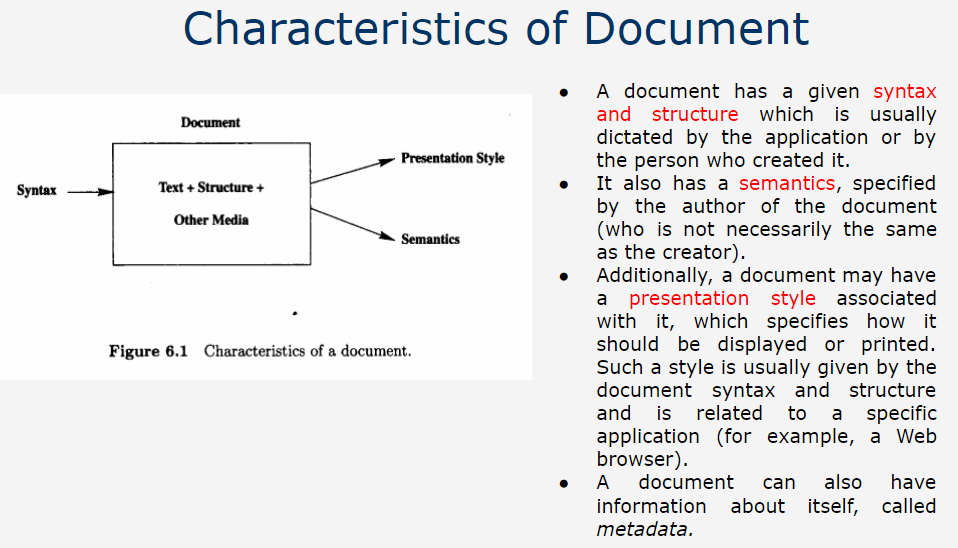 Characteristics of Document
Document
Syntax
Text + Structure +
Other Media
Presentation Style
Semantics
Figure 6.1 Characteristics of a document.
● A document has a given syntax
and structure which is usually
dictated by the application or by
the person who created it.
● It also has a semantics, specified
by the author of the document
(who is not necessarily the same
as the creator).
● Additionally, a document may have
a presentation style associated
with it, which specifies how it
should be displayed or printed.
Such a style is usually given by the
document syntax and structure
and is related to a specific
application (for example, a Web
browser).
● A document can also have
information about itself, called
metadata.